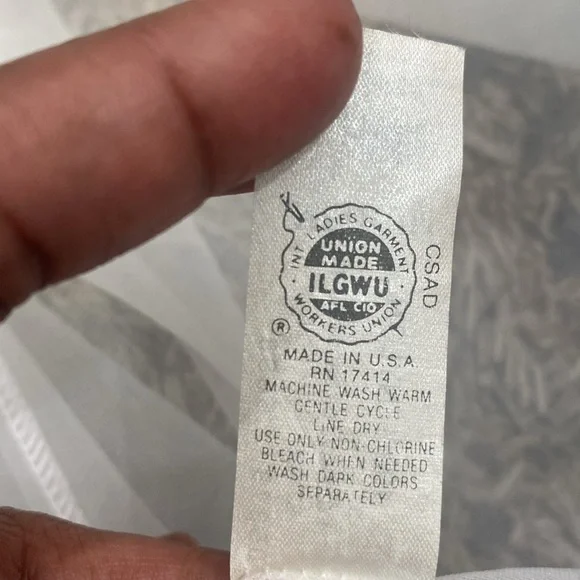 INT. LADIES GARMENT
WORKERS UNION
UNION
MADE
ILGWU
AFL CIO
®
CSAD
MADE IN U.S.A.
RN 17414
MACHINE WASH WARM
GENTLE CYCLE
LINE DRY
USE ONLY NON-CHLORINE
BLEACH WHEN NEEDED
WASH DARK COLORS
SEPARATELY